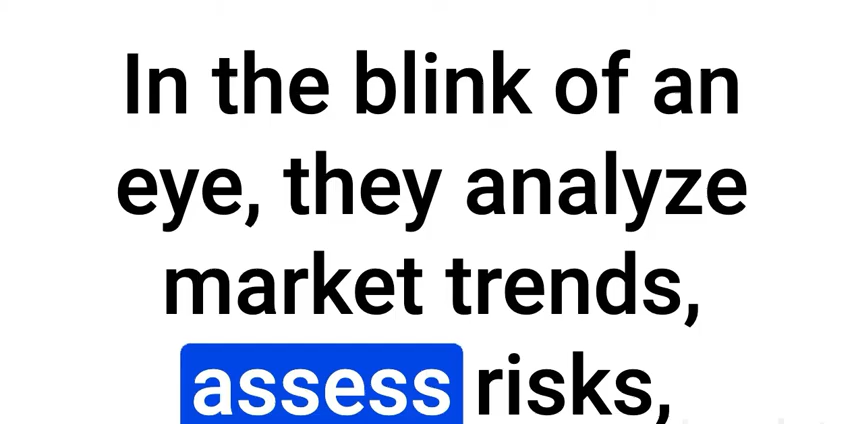 In the blink of an
eye, they analyze
market trends,
assess risks,